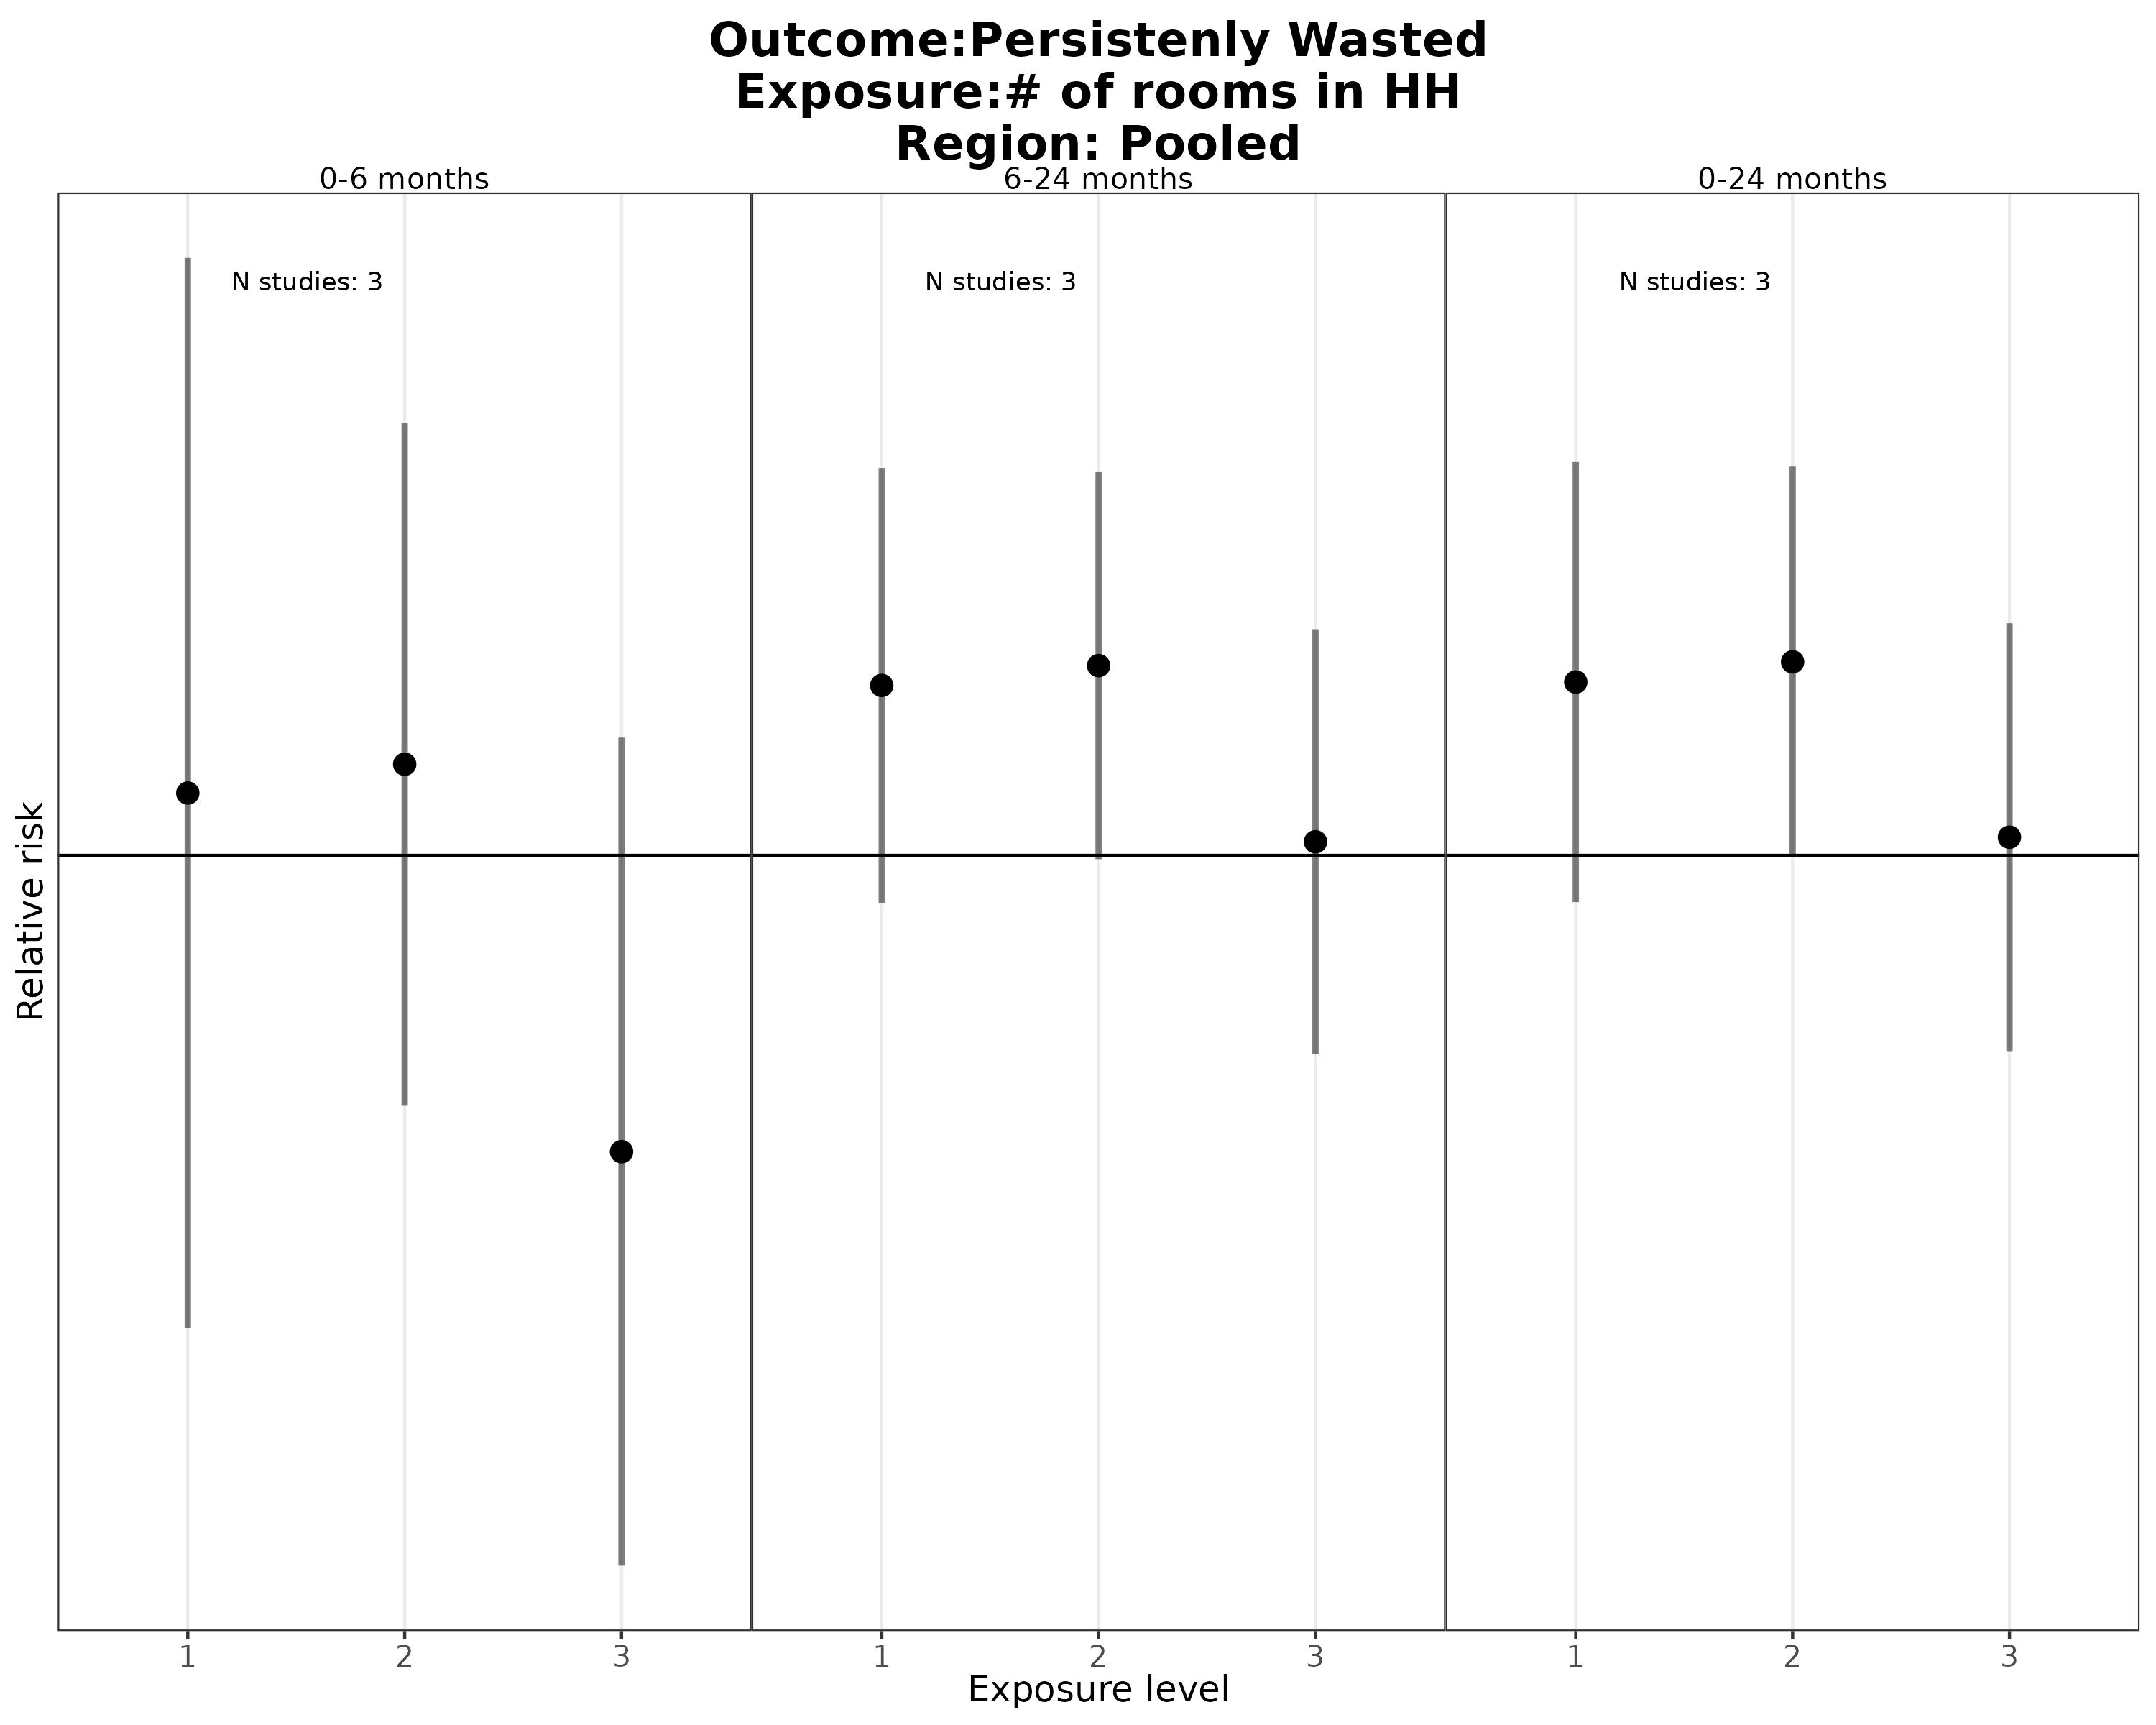 Outcome:Persistenly Wasted
Exposure:# of rooms in HH
Region: Pooled
0-6 months
6-24 months
0-24 months
N studies: 3
N studies: 3
N studies: 3
Relative risk
1
2
3
1
2
3
1
2
3
Exposure level